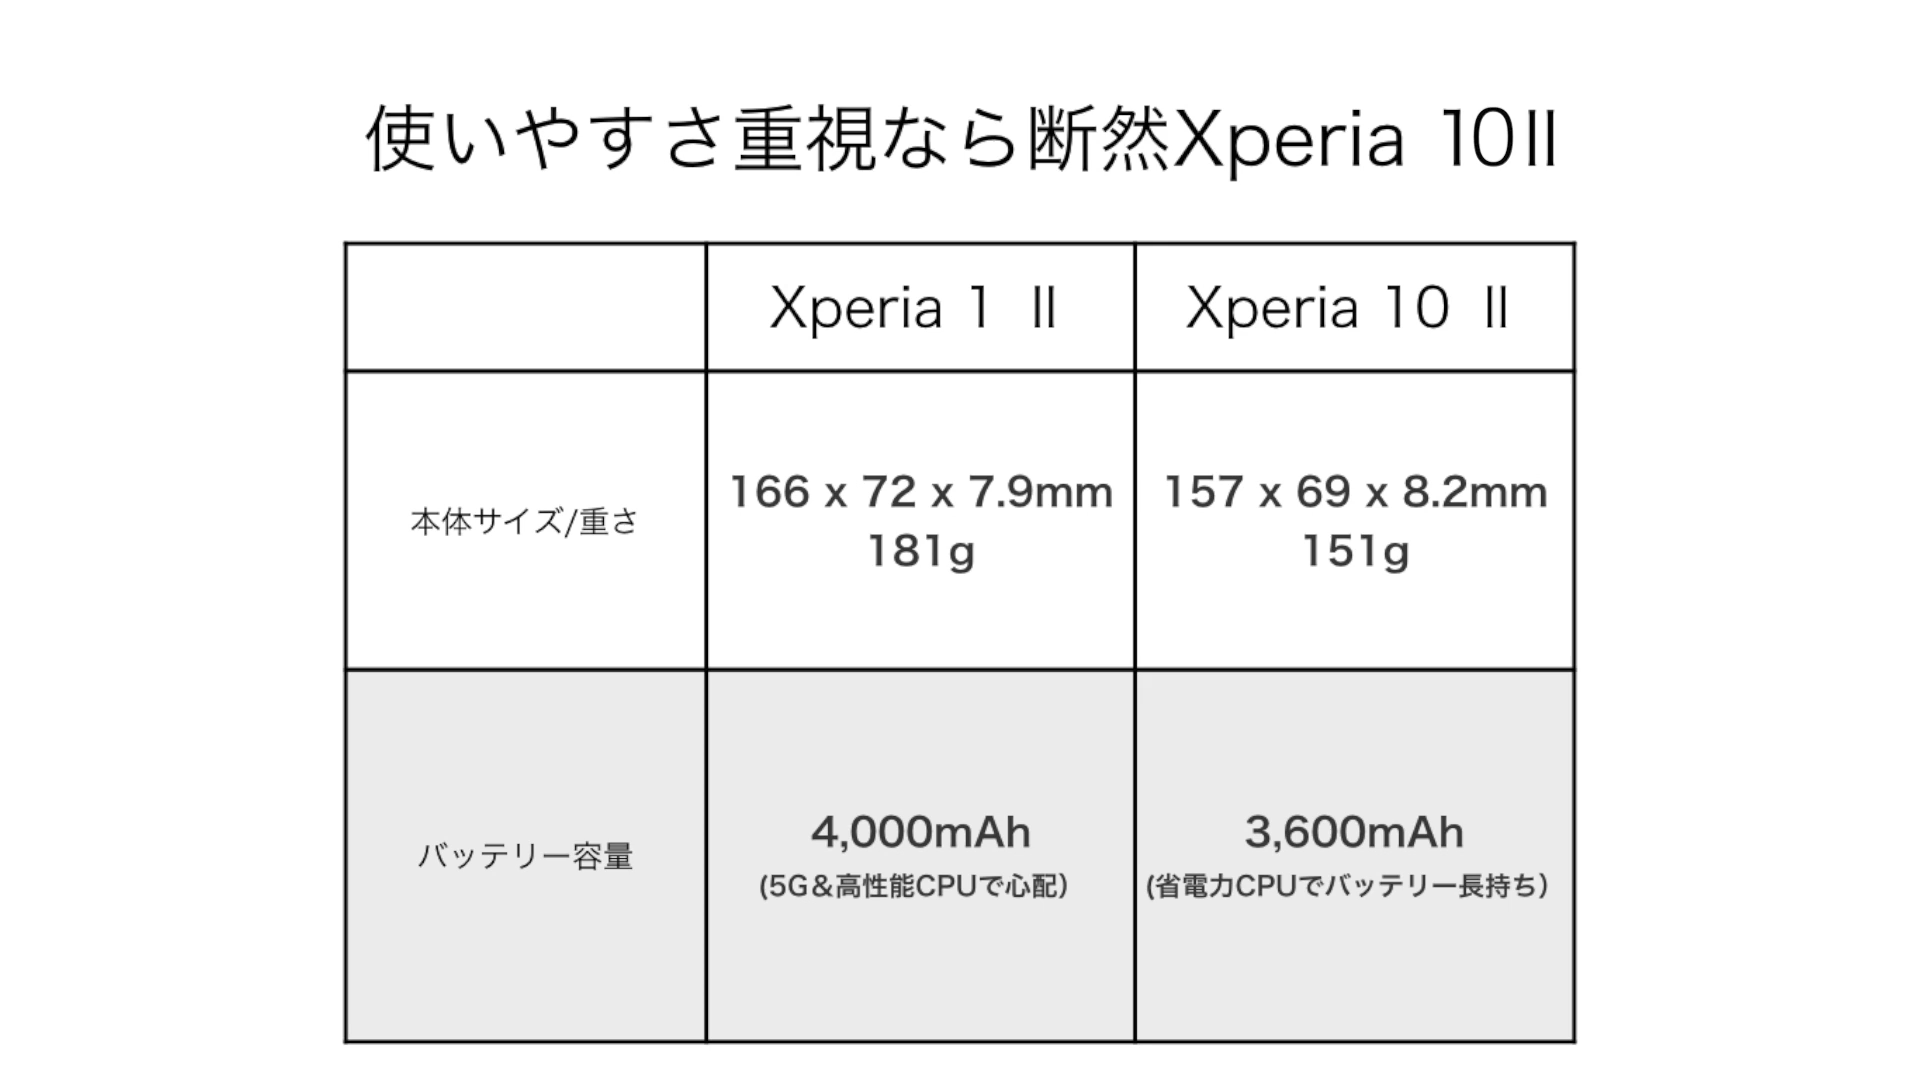 使いやすさ重視なら断然Xperia 10Ⅱ
Xperia 1 Ⅱ
Xperia 10 Ⅱ
本体サイズ/重さ
166 x 72 x 7.9mm
181g
157 x 69 x 8.2mm
151g
バッテリー容量
4,000mAh
(5G＆高性能CPUで心配）
3,600mAh
(省電力CPUでバッテリー長持ち）